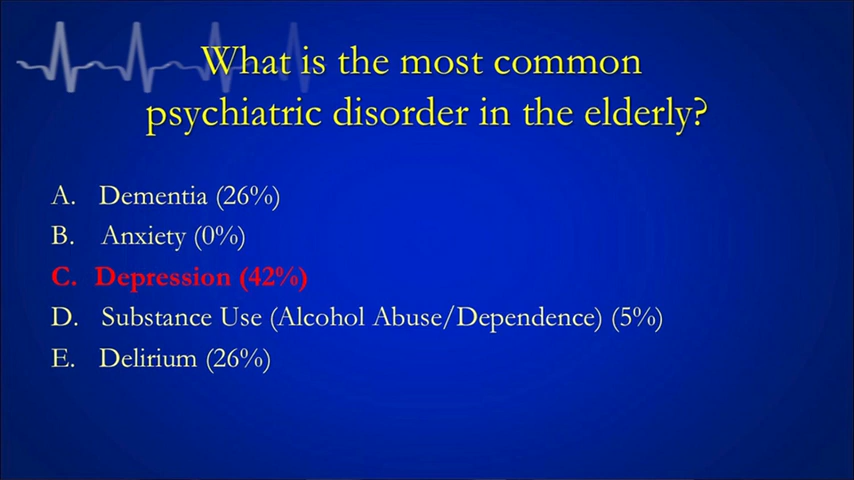 What is the most common
psychiatric disorder in the elderly?
A. Dementia (26%)
B. Anxiety (0%)
C. Depression (42%)
D. Substance Use (Alcohol Abuse/Dependence) (5%)
E. Delirium (26%)